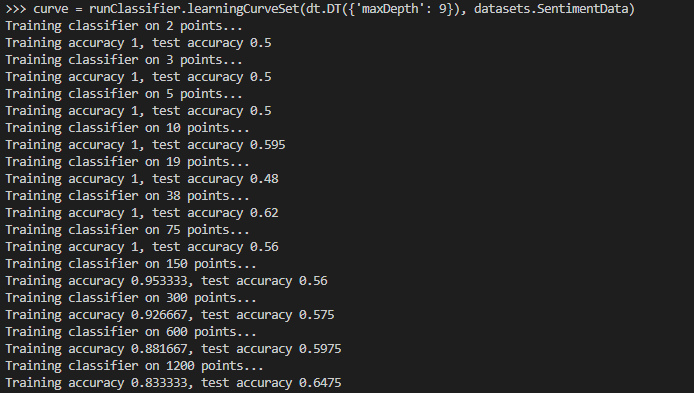 >>> curve = runClassifier.learningCurveSet(dt.DT({'maxDepth': 9}), datasets.SentimentData)
Training classifier on 2 points...
Training accuracy 1, test accuracy 0.5
Training classifier on 3 points...
Training accuracy 1, test accuracy 0.5
Training classifier on 5 points...
Training accuracy 1, test accuracy 0.5
Training classifier on 10 points...
Training accuracy 1, test accuracy 0.595
Training classifier on 19 points...
Training accuracy 1, test accuracy 0.48
Training classifier on 38 points...
Training accuracy 1, test accuracy 0.62
Training classifier on 75 points...
Training accuracy 1, test accuracy 0.56
Training classifier on 150 points...
Training accuracy 0.953333, test accuracy 0.56
Training classifier on 300 points...
Training accuracy 0.926667, test accuracy 0.575
Training classifier on 600 points...
Training accuracy 0.881667, test accuracy 0.5975
Training classifier on 1200 points...
Training accuracy 0.833333, test accuracy 0.6475